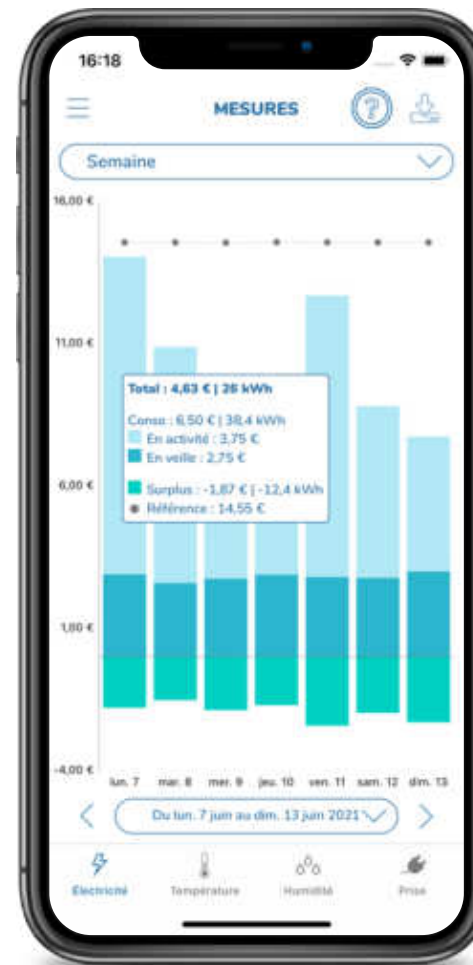 16:18
MESURES
?
Semaine
16,00 €
11,00 €
Total : 4,63 € | 26 kWh
Conso : 6,50 € | 38,4 kWh
En activité : 3,75 €
En veille : 2,75 €
6,00 €
Surplus : -1,87 € | -12,4 kWh
Référence : 14,55 €
1,80 €
-4,00 €
lun. 7 mar. 8 mer. 9 jeu. 10 ven. 11 sam. 12 dim. 13
Du lun. 7 juin au dim. 13 juin 2021
Électricité Température Humidité Prise